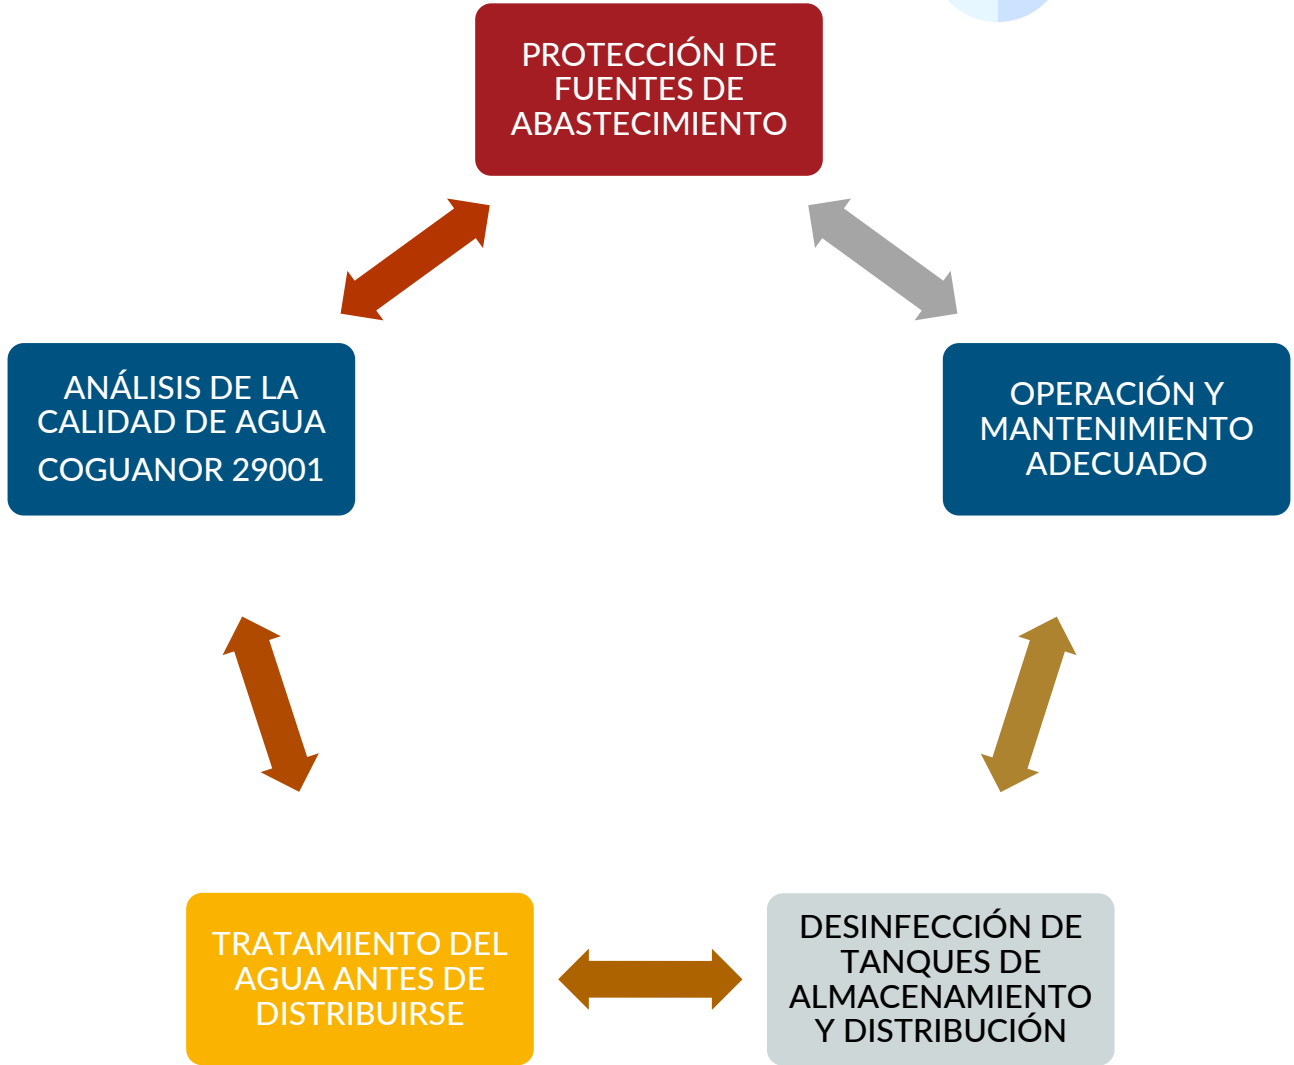 PROTECCIÓN DE
FUENTES DE
ABASTECIMIENTO
ANÁLISIS DE LA
CALIDAD DE AGUA
COGUANOR 29001
OPERACIÓN Y
MANTENIMIENTO
ADECUADO
TRATAMIENTO DEL
AGUA ANTES DE
DISTRIBUIRSE
DESINFECCIÓN DE
TANQUES DE
ALMACENAMIENTO
Y DISTRIBUCIÓN